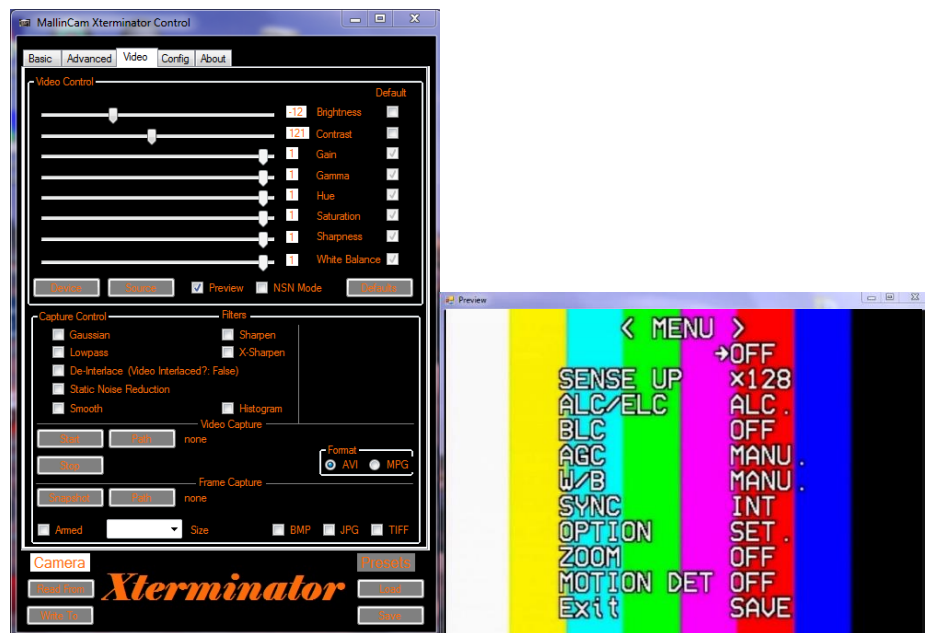 MallinCam Xterminator Control
Basic Advanced Video Config About
Video Control
Default
-12 Brightness
121 Contrast
1 Gain
1 Gamma
1 Hue
1 Saturation
1 Sharpness
1 White Balance
Device Source Preview NSN Mode Defaults
Capture Control Filters
Gaussian Sharpen
Lowpass X-Sharpen
De-Interlace (Video Interlaced?: False)
Static Noise Reduction
Smooth Histogram
Video Capture
Start Path none
Format
Stop AVI MPG
Frame Capture
Snapshot Path none
Armed Size BMP JPG TIFF
Camera Presets
Read From Xterminator Load
Write To Save
Preview
< MENU >
→OFF
SENSE UP ×128
ALC/ELC ALC.
BLC OFF
AGC MANU.
W/B MANU.
SYNC INT
OPTION SET.
ZOOM OFF
MOTION DET OFF
Exit SAVE